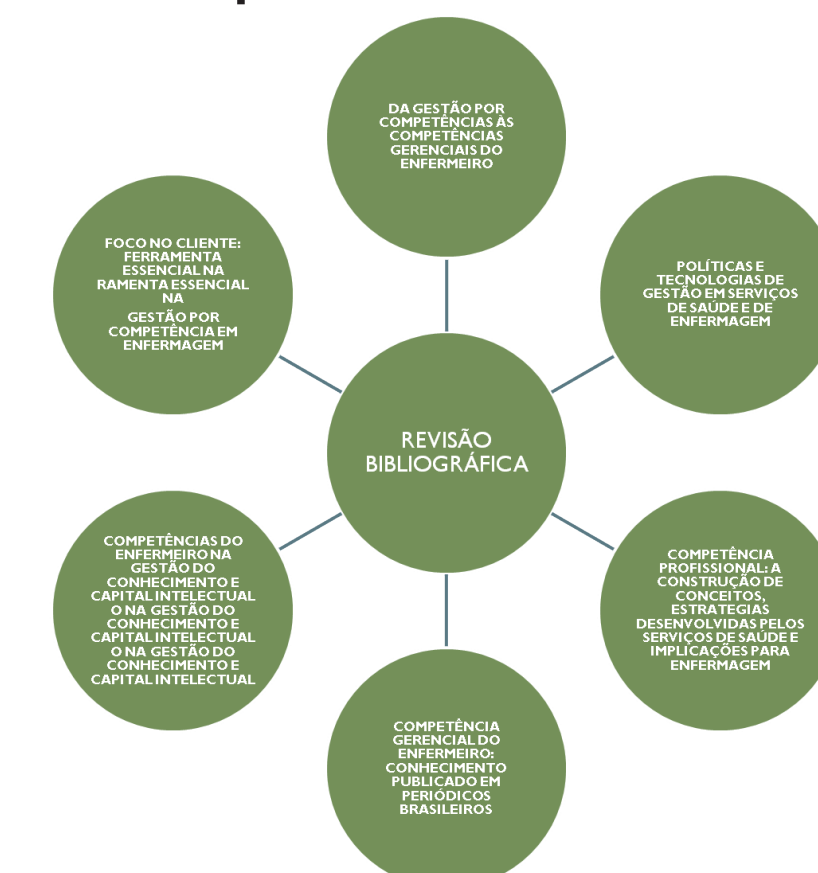 DA GESTÃO POR
COMPETÊNCIAS ÀS
COMPETÊNCIAS
GERENCIAIS DO
ENFERMEIRO
FOCO NO CLIENTE:
FERRAMENTA
ESSENCIAL NA
RAMENTA ESSENCIAL
NA
GESTÃO POR
COMPETÊNCIA EM
ENFERMAGEM
POLÍTICAS E
TECNOLOGIAS DE
GESTÃO EM SERVIÇOS
DE SAÚDE E DE
ENFERMAGEM
REVISÃO
BIBLIOGRÁFICA
COMPETÊNCIAS DO
ENFERMEIRO NA
GESTÃO DO
CONHECIMENTO E
CAPITAL INTELECTUAL
O NA GESTÃO DO
CONHECIMENTO E
CAPITAL INTELECTUAL
O NA GESTÃO DO
CONHECIMENTO E
CAPITAL INTELECTUAL
COMPETÊNCIA
PROFISSIONAL: A
CONSTRUÇÃO DE
CONCEITOS,
ESTRATEGIAS
DESENVOLVIDAS PELOS
SERVIÇOS DE SAÚDE E
IMPLICAÇÕES PARA
ENFERMAGEM
COMPETÊNCIA
GERENCIAL DO
ENFERMEIRO:
CONHECIMENTO
PUBLICADO EM
PERIÓDICOS
BRASILEIROS